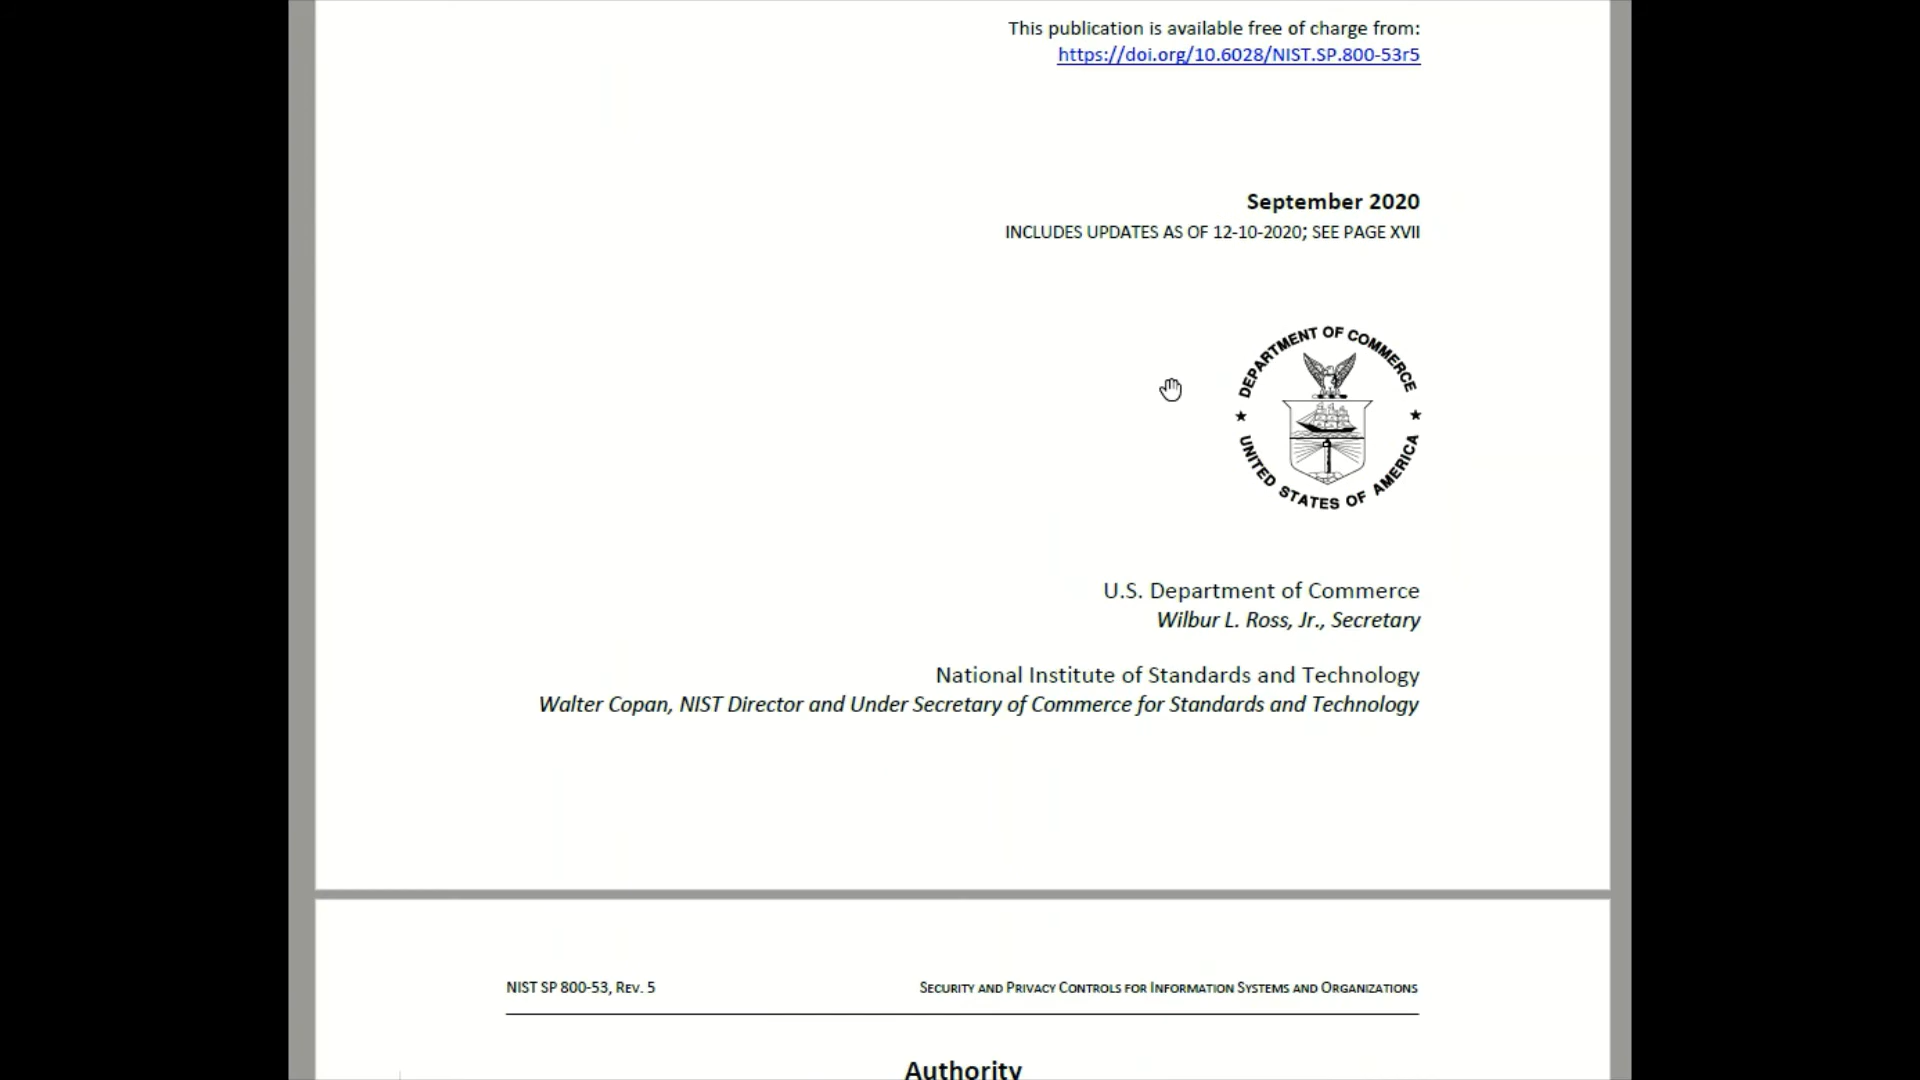 This publication is available free of charge from:
https://doi.org/10.6028/NIST.SP.800-53r5
September 2020
INCLUDES UPDATES AS OF 12-10-2020; SEE PAGE XVII
DEPARTMENT OF COMMERCE
UNITED STATES OF AMERICA
U.S. Department of Commerce
Wilbur L. Ross, Jr., Secretary
National Institute of Standards and Technology
Walter Copan, NIST Director and Under Secretary of Commerce for Standards and Technology
NIST SP 800-53, REV. 5 SECURITY AND PRIVACY CONTROLS FOR INFORMATION SYSTEMS AND ORGANIZATIONS
Authority